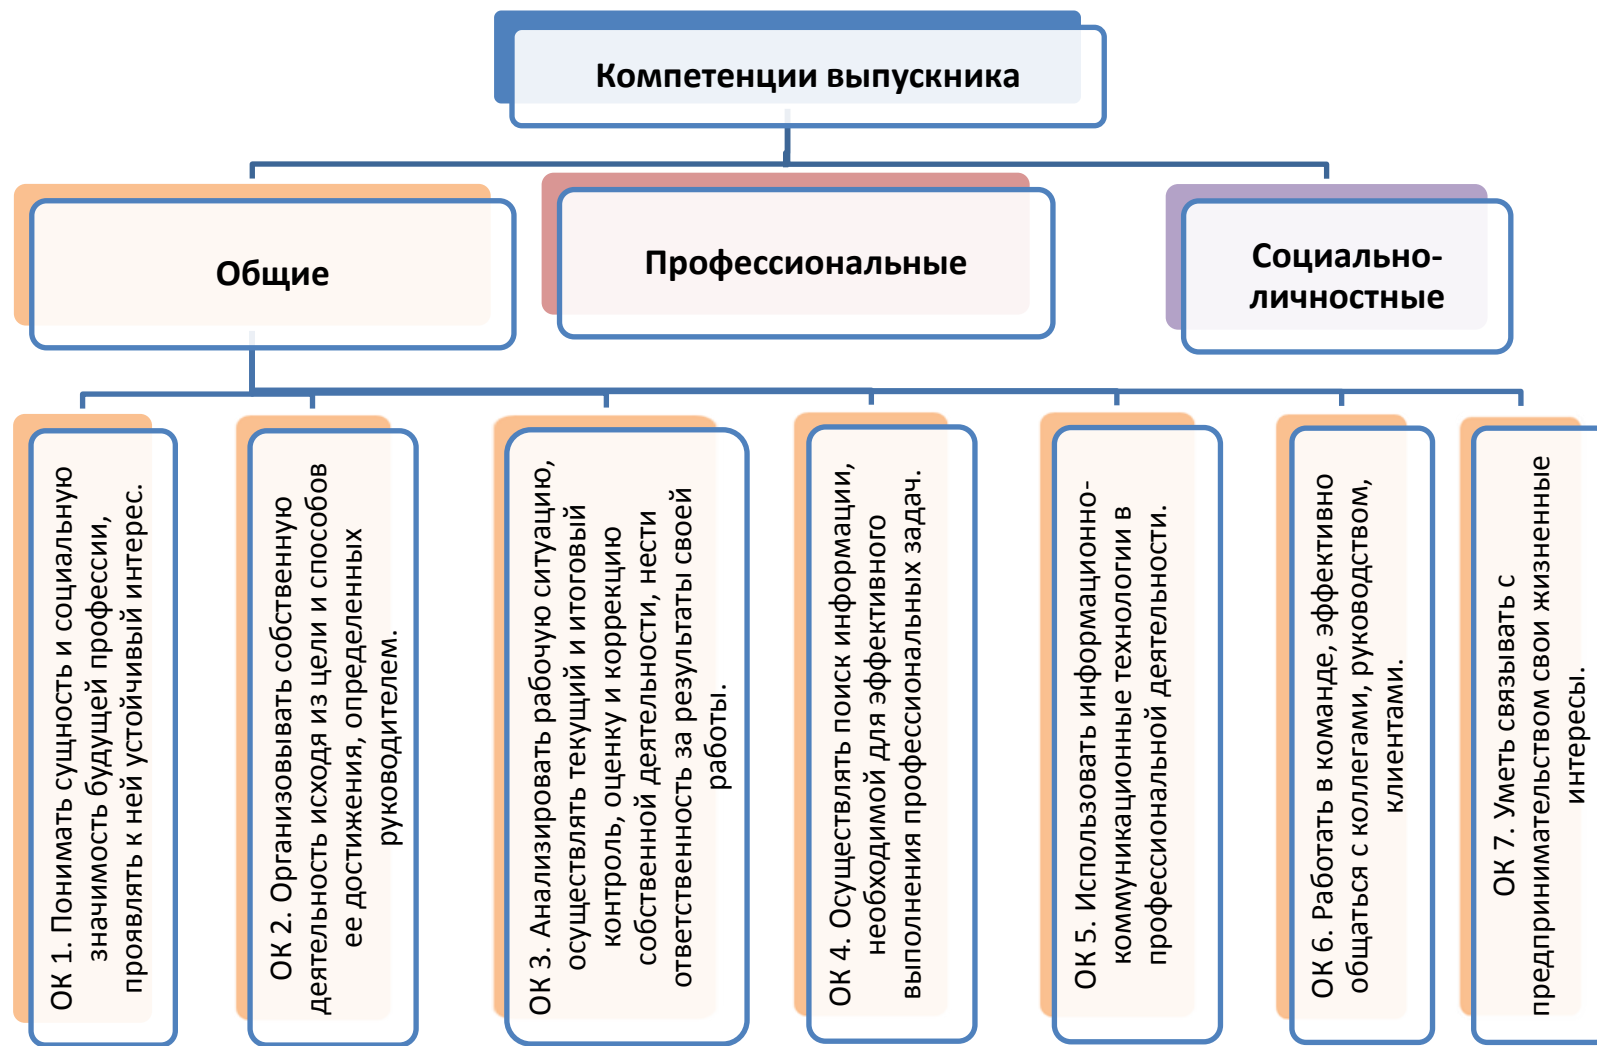 Компетенции выпускника
Общие
Профессиональные
Социально-
личностные
ОК 1. Понимать сущность и социальную
значимость будущей профессии,
проявлять к ней устойчивый интерес.
ОК 2. Организовывать собственную
деятельность исходя из цели и способов
ее достижения, определенных
руководителем.
ОК 3. Анализировать рабочую ситуацию,
осуществлять текущий и итоговый
контроль, оценку и коррекцию
собственной деятельности, нести
ответственность за результаты своей
работы.
ОК 4. Осуществлять поиск информации,
необходимой для эффективного
выполнения профессиональных задач.
ОК 5. Использовать информационно-
коммуникационные технологии в
профессиональной деятельности.
ОК 6. Работать в команде, эффективно
общаться с коллегами, руководством,
клиентами.
ОК 7. Уметь связывать с
предпринимательством свои жизненные
интересы.